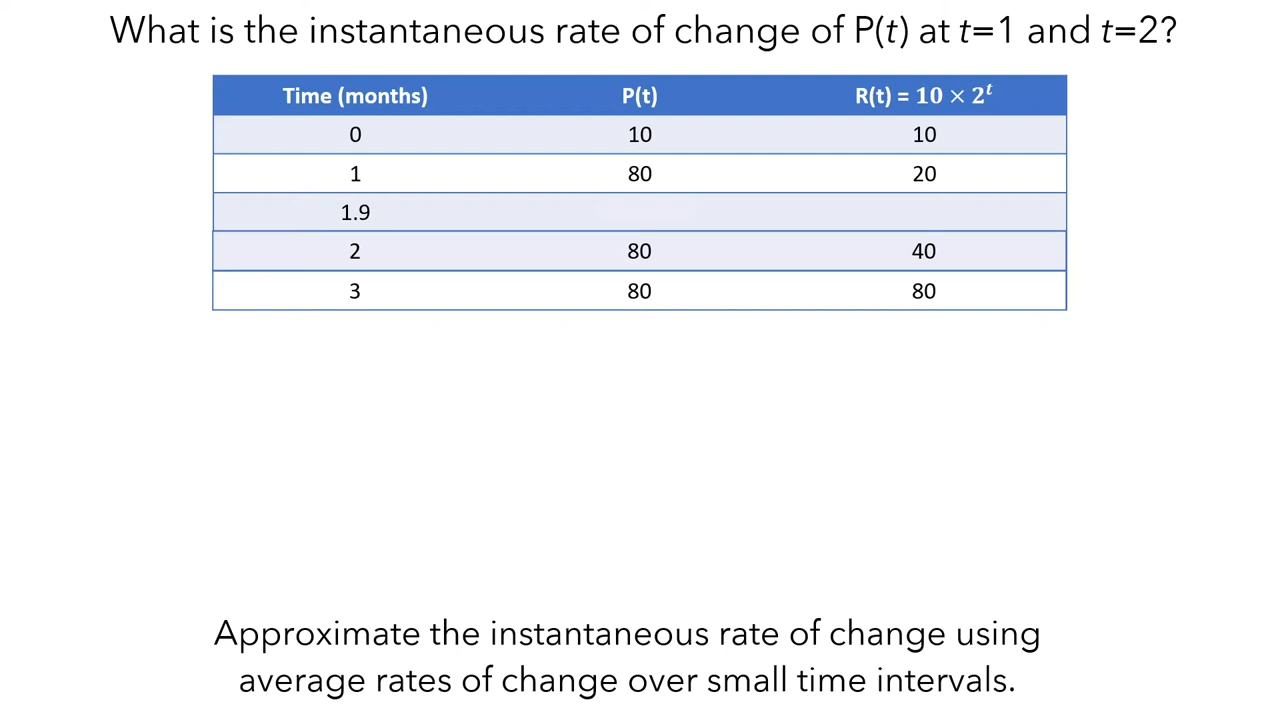 What is the instantaneous rate of change of P(t) at t=1 and t=2?
Time (months) P(t) R(t) = 10 × 2^t
0 10 10
1 80 20
1.9
2 80 40
3 80 80
Approximate the instantaneous rate of change using
average rates of change over small time intervals.